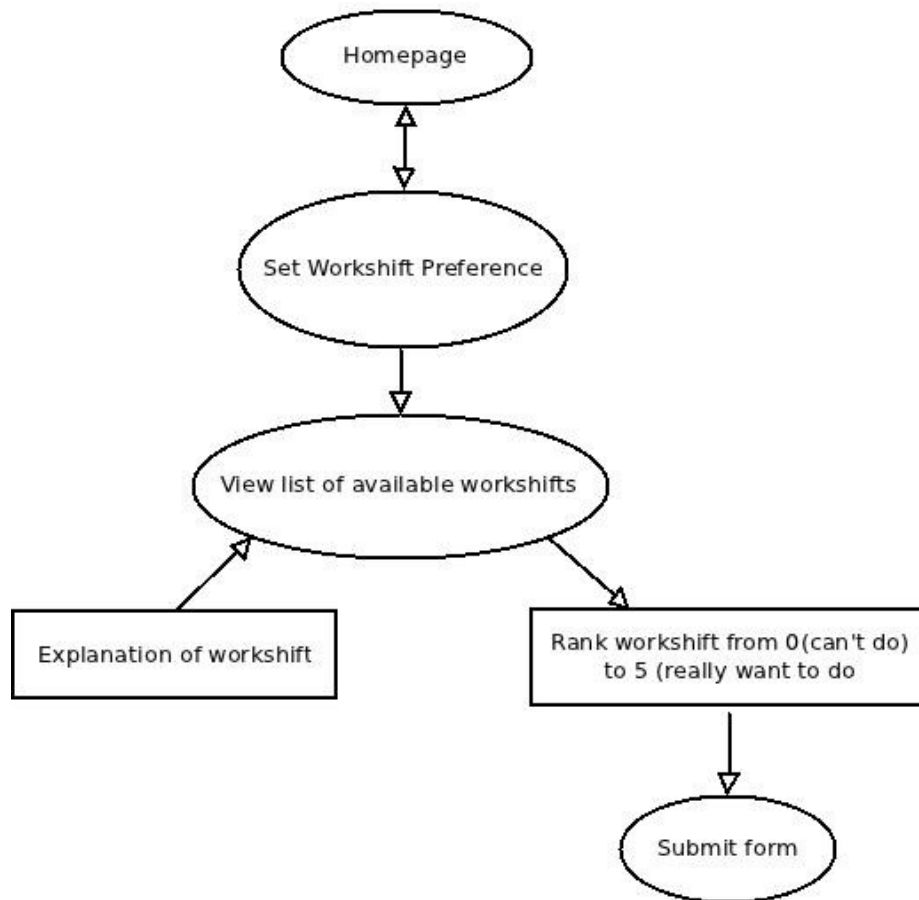 Homepage
Set Workshift Preference
View list of available workshifts
Explanation of workshift
Rank workshift from 0(can't do)
to 5 (really want to do
Submit form